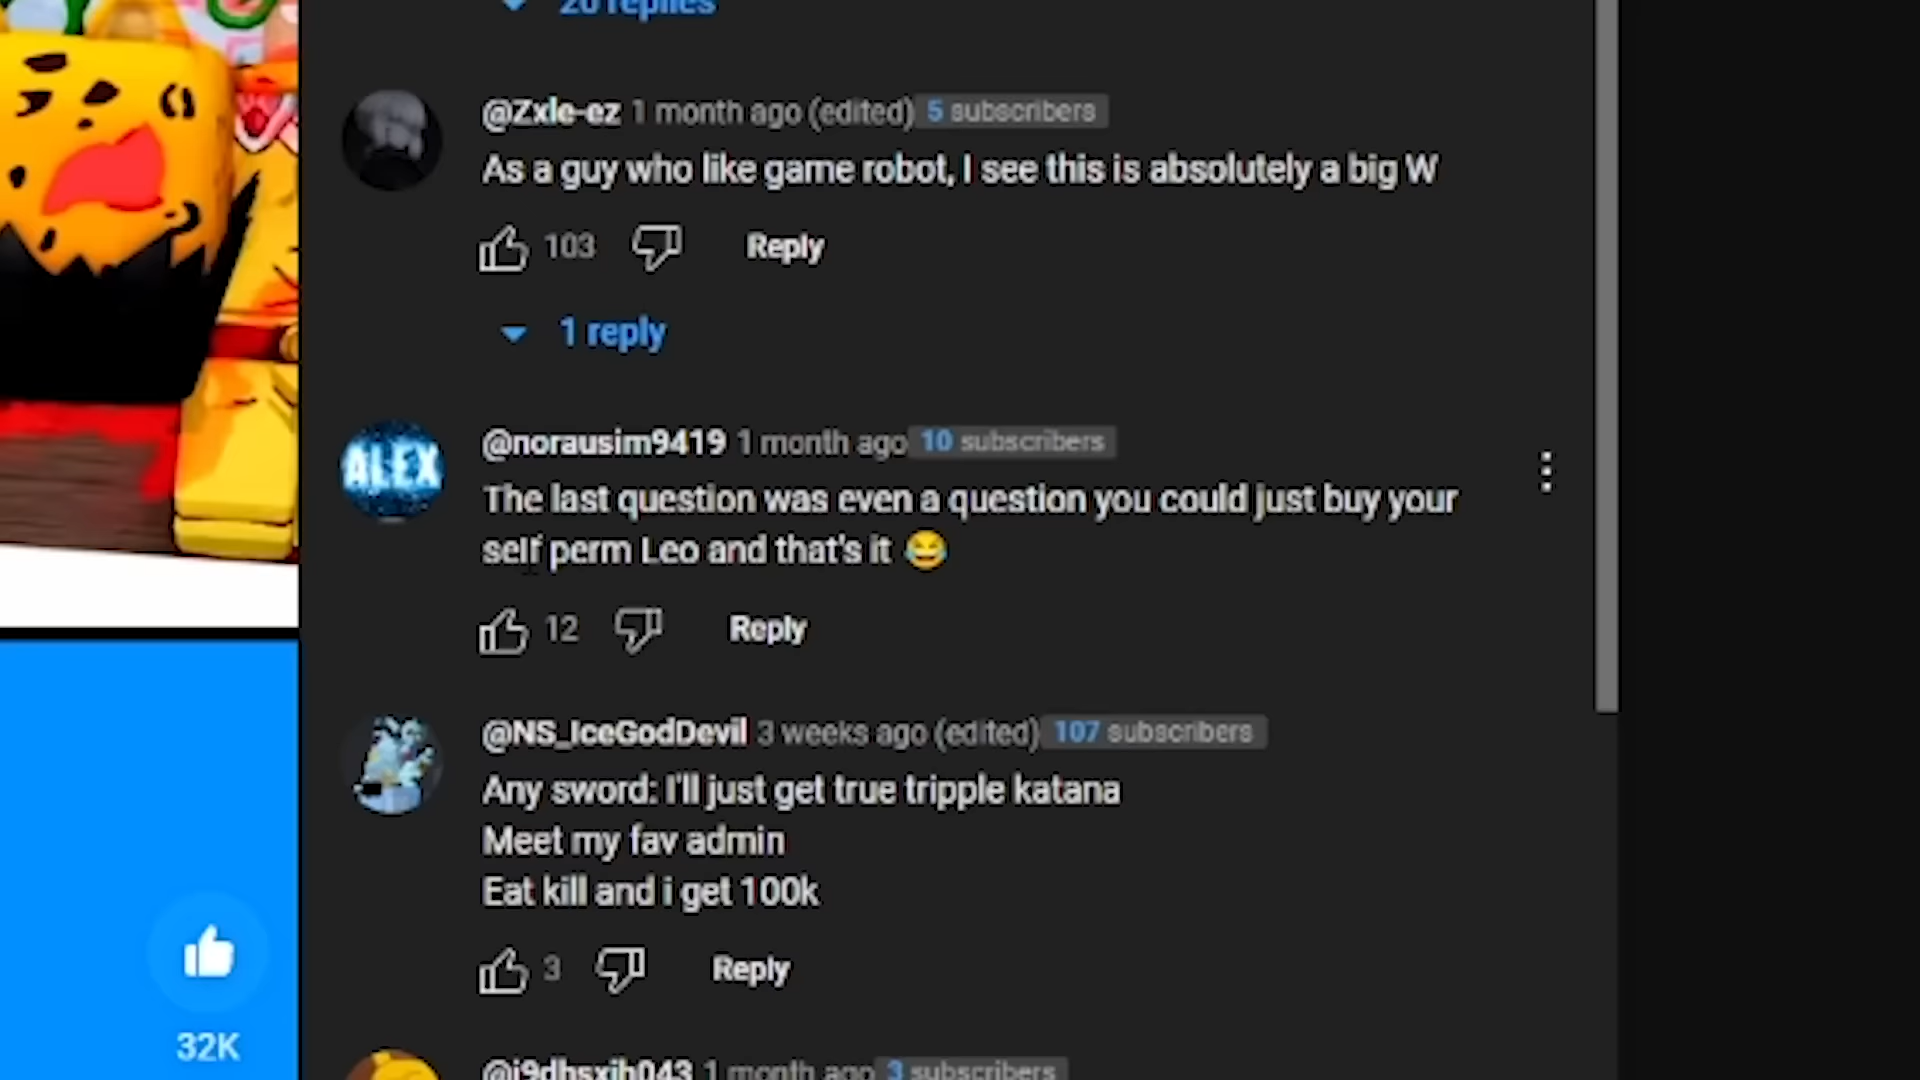 20 replies
@Zxle-ez 1 month ago (edited) 5 subscribers
As a guy who like game robot, I see this is absolutely a big W
103 Reply
1 reply
ALEX
@norausim9419 1 month ago 10 subscribers
The last question was even a question you could just buy your
self perm Leo and that's it 😂
12 Reply
@NS_IceGodDevil 3 weeks ago (edited) 107 subscribers
Any sword: I'll just get true tripple katana
Meet my fav admin
Eat kill and i get 100k
3 Reply
32K
1 month ago 3 subscribers